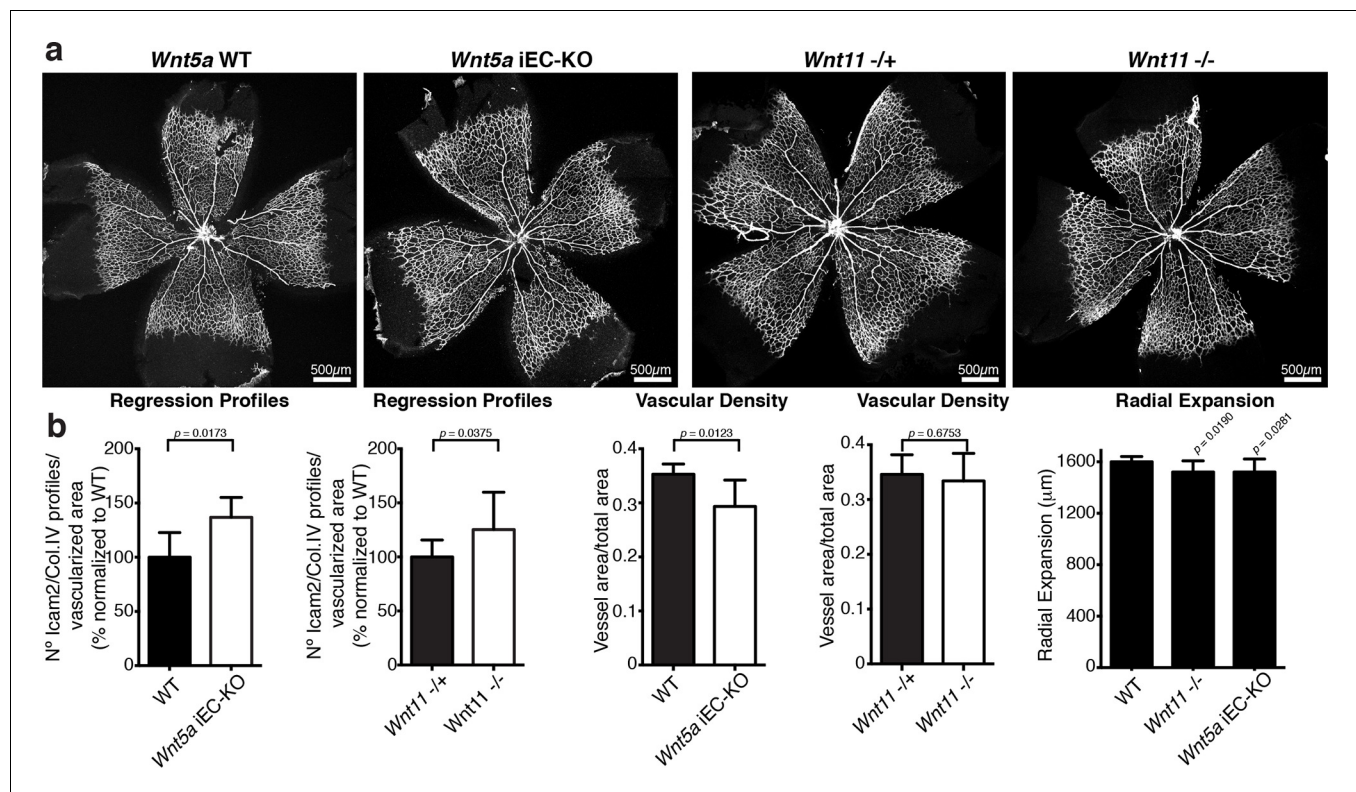 a
Wnt5a WT
Wnt5a iEC-KO
Wnt11 -/+
Wnt11 -/-
500µm
500µm
500µm
500µm
b
Regression Profiles
Nº Icam2/Col.IV profiles/
vascularized area
(% normalized to WT)
200
150
100
50
0
p = 0.0173
WT
Wnt5a iEC-KO
Regression Profiles
Nº Icam2/Col.IV profiles/
vascularized area
(% normalized to WT)
200
150
100
50
0
p = 0.0375
Wnt11 -/+
Wnt11 -/-
Vascular Density
Vessel area/total area
0.4
0.3
0.2
0.1
0
p = 0.0123
WT
Wnt5a iEC-KO
Vascular Density
Vessel area/total area
0.4
0.3
0.2
0.1
0
p = 0.6753
Wnt11 -/+
Wnt11 -/-
Radial Expansion
Radial Expansion (µm)
1600
1200
800
400
0
p = 0.0190
p = 0.0281
WT
Wnt11 -/-
Wnt5a iEC-KO